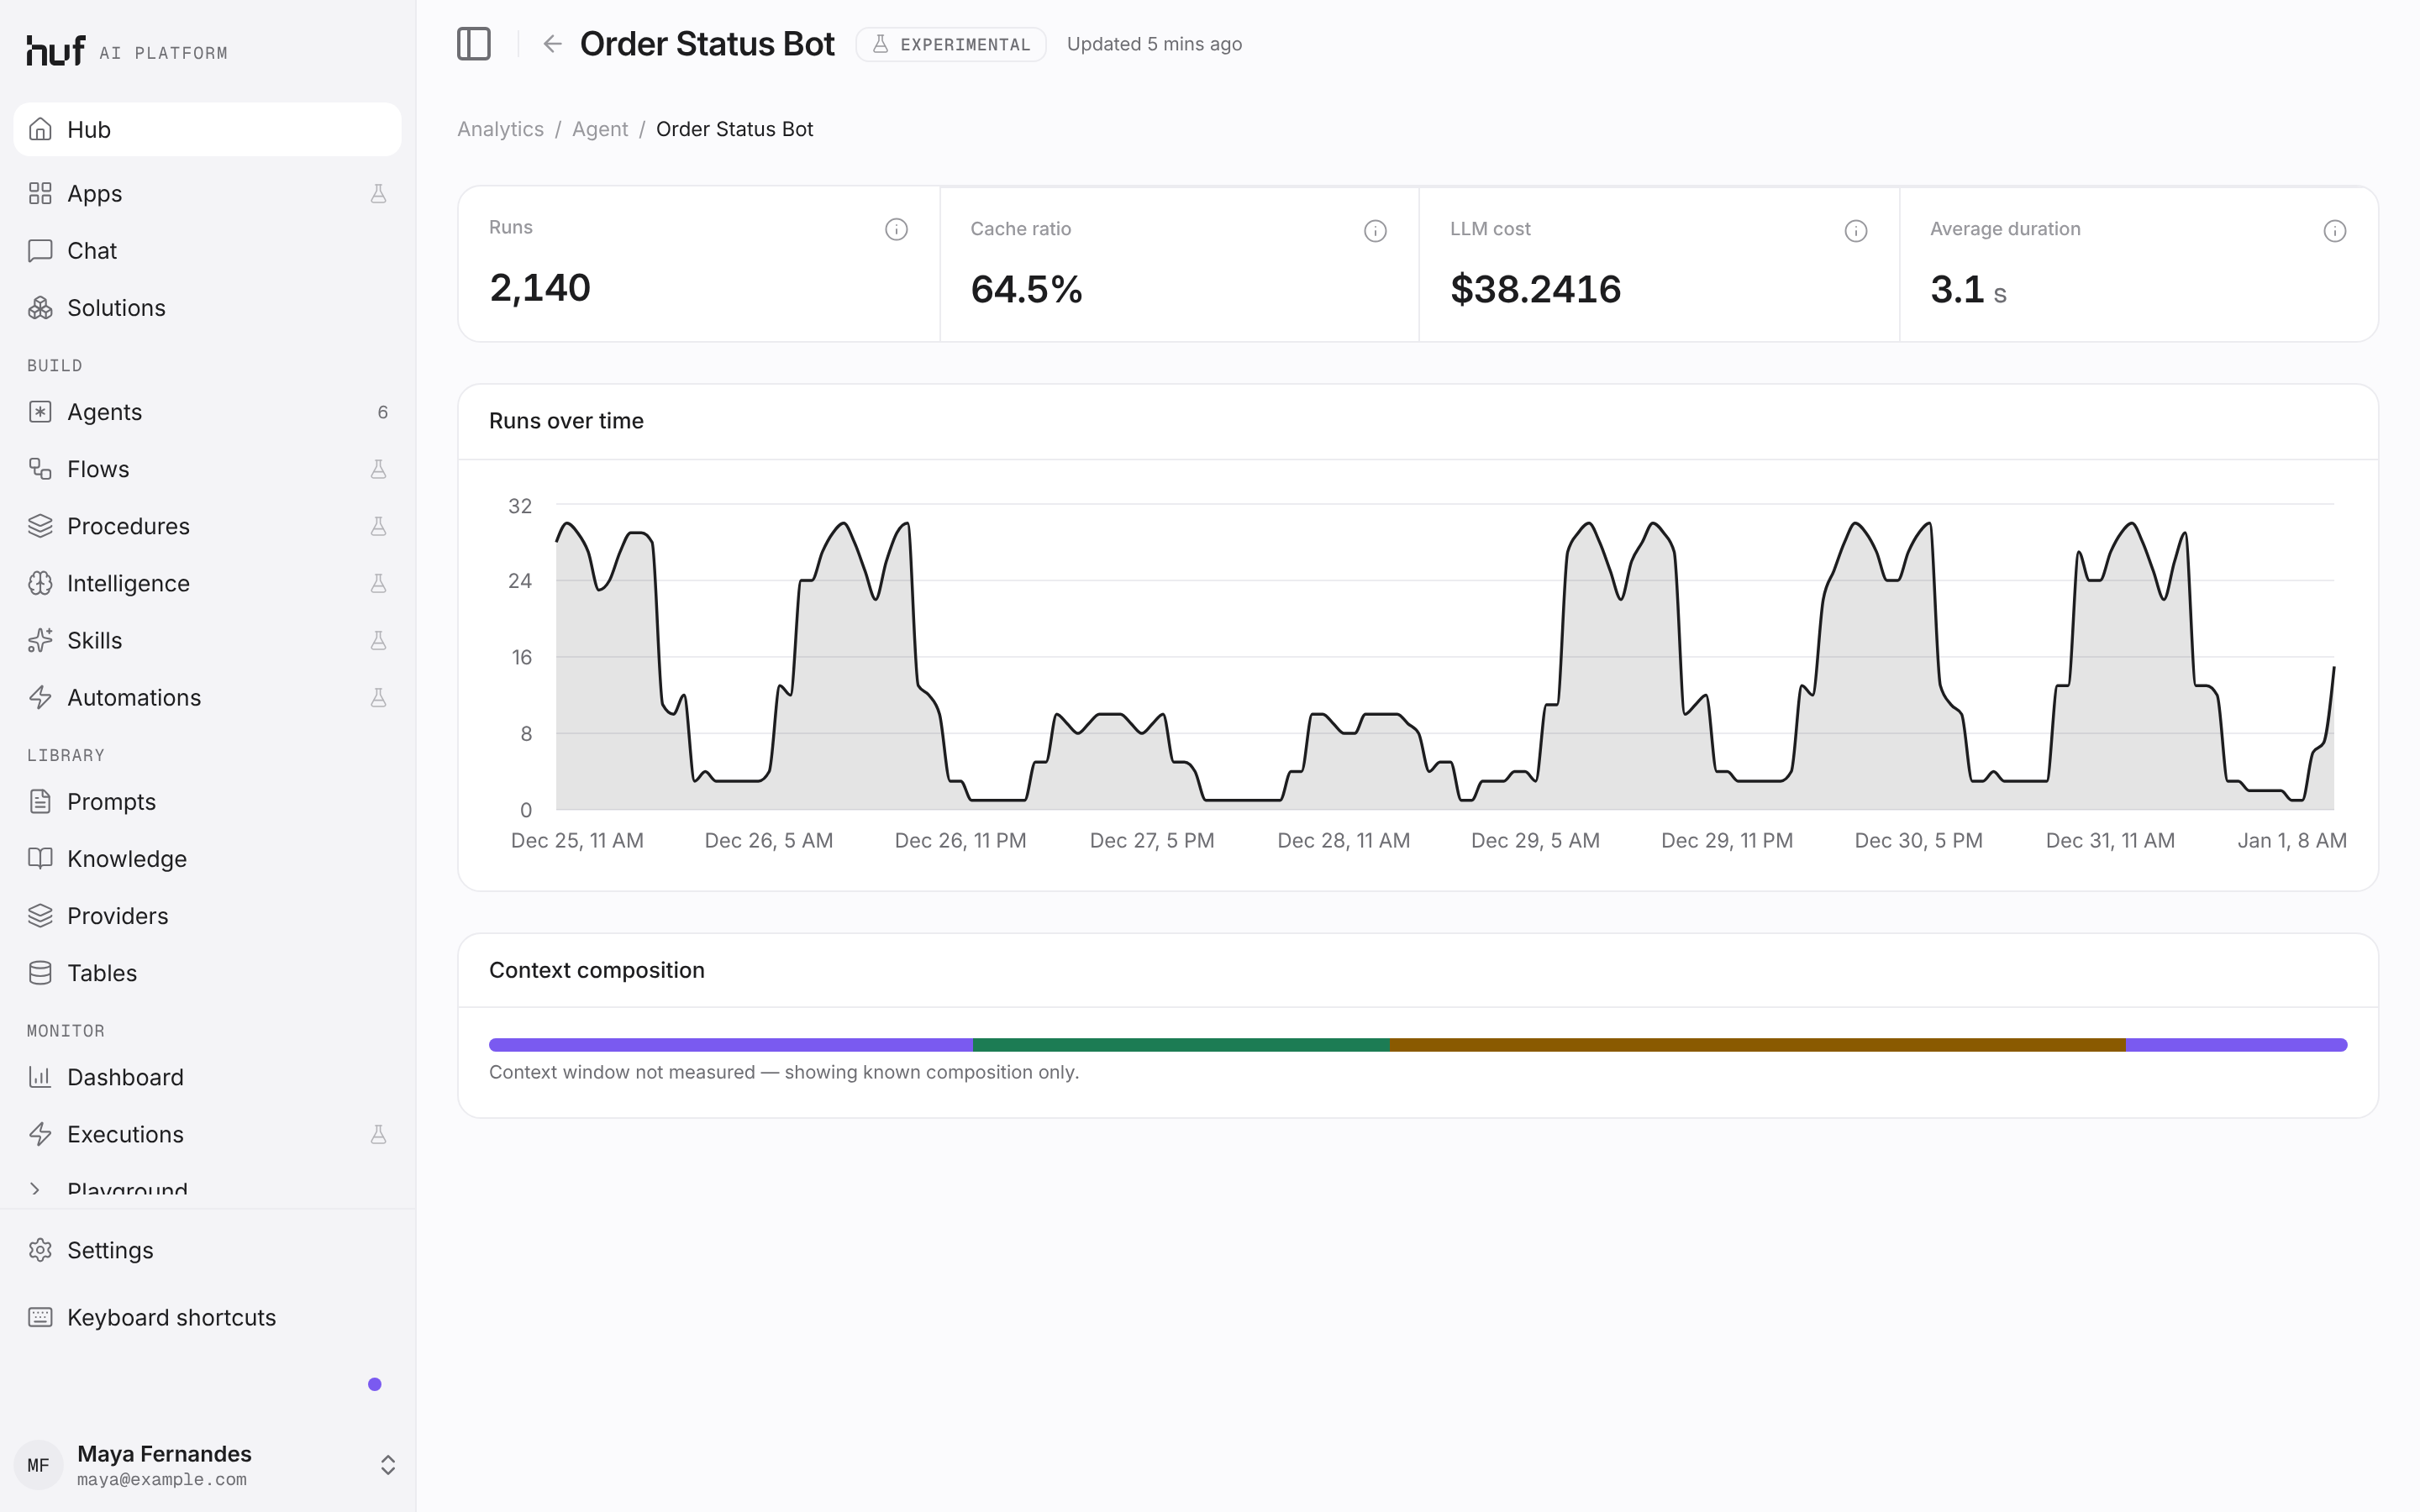 huf AI PLATFORM
Hub
Apps
Chat
Solutions
BUILD
Agents 6
Flows
Procedures
Intelligence
Skills
Automations
LIBRARY
Prompts
Knowledge
Providers
Tables
MONITOR
Dashboard
Executions
Playground
Settings
Keyboard shortcuts
MF
Maya Fernandes
maya@example.com
Order Status Bot EXPERIMENTAL Updated 5 mins ago
Analytics / Agent / Order Status Bot
Runs
2,140
Cache ratio
64.5%
LLM cost
$38.2416
Average duration
3.1 s
Runs over time
32
24
16
8
0
Dec 25, 11 AM Dec 26, 5 AM Dec 26, 11 PM Dec 27, 5 PM Dec 28, 11 AM Dec 29, 5 AM Dec 29, 11 PM Dec 30, 5 PM Dec 31, 11 AM Jan 1, 8 AM
Context composition
Context window not measured — showing known composition only.